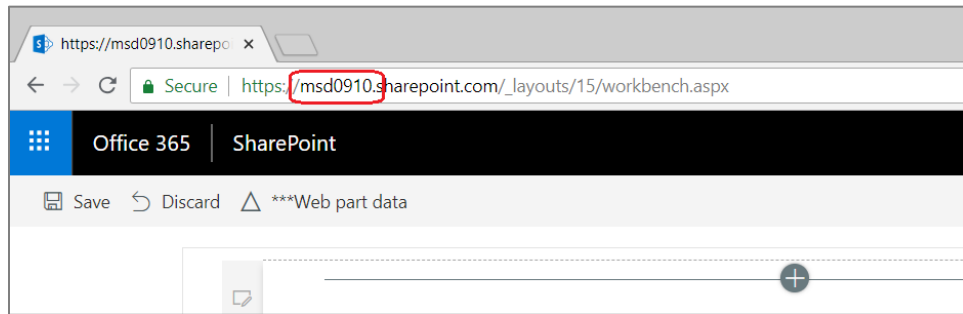 https://msd0910.sharepo
Secure | https://msd0910.sharepoint.com/_layouts/15/workbench.aspx
Office 365 SharePoint
Save Discard ***Web part data